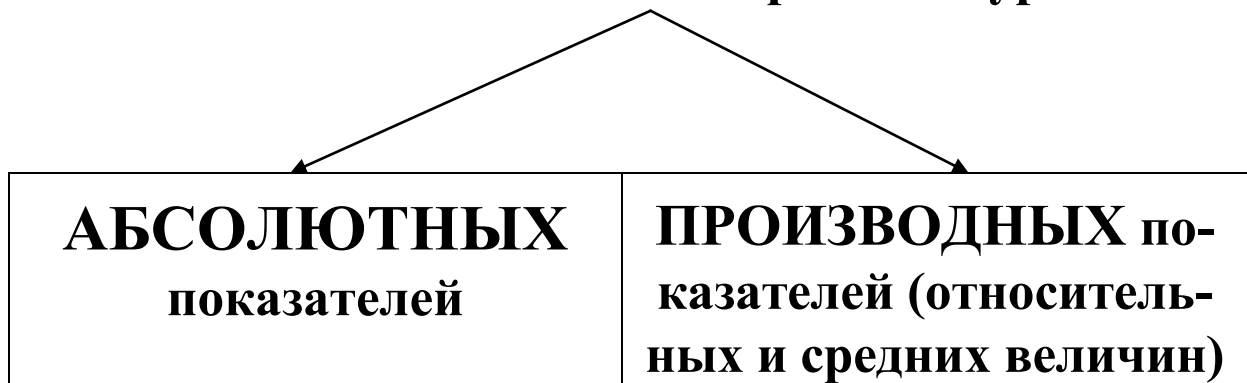 АБСОЛЮТНЫХ
показателей
ПРОИЗВОДНЫХ по-
казателей (относитель-
ных и средних величин)